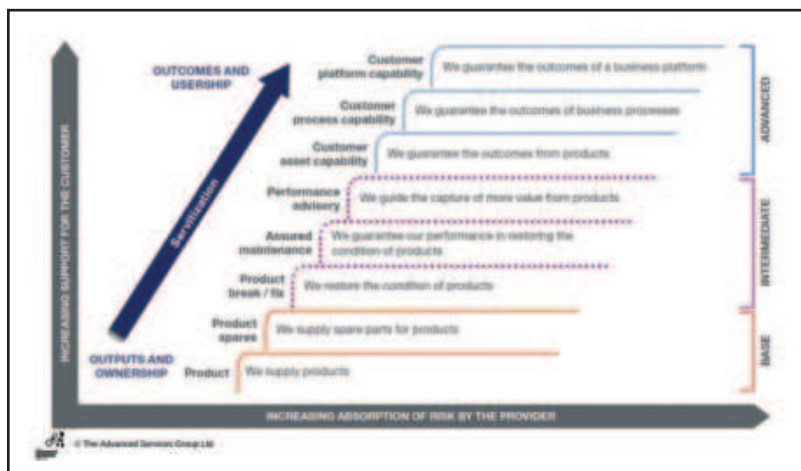 OUTCOMES AND
USERSHIP
Customer
platform capability
We guarantee the outcomes of a business platform
Customer
process capability
We guarantee the outcomes of business processes
Customer
asset capability
We guarantee the outcomes from products
ADVANCED
Performance
advisory
We guide the capture of more value from products
Assured
maintenance
We guarantee our performance in restoring the
condition of products
Product
break / fix
We restore the condition of products
INTERMEDIATE
Product
spares
We supply spare parts for products
Product
We supply products
BASE
Servitization
OUTPUTS AND
OWNERSHIP
INCREASING SUPPORT FOR THE CUSTOMER
INCREASING ABSORPTION OF RISK BY THE PROVIDER
© The Advanced Services Group Ltd